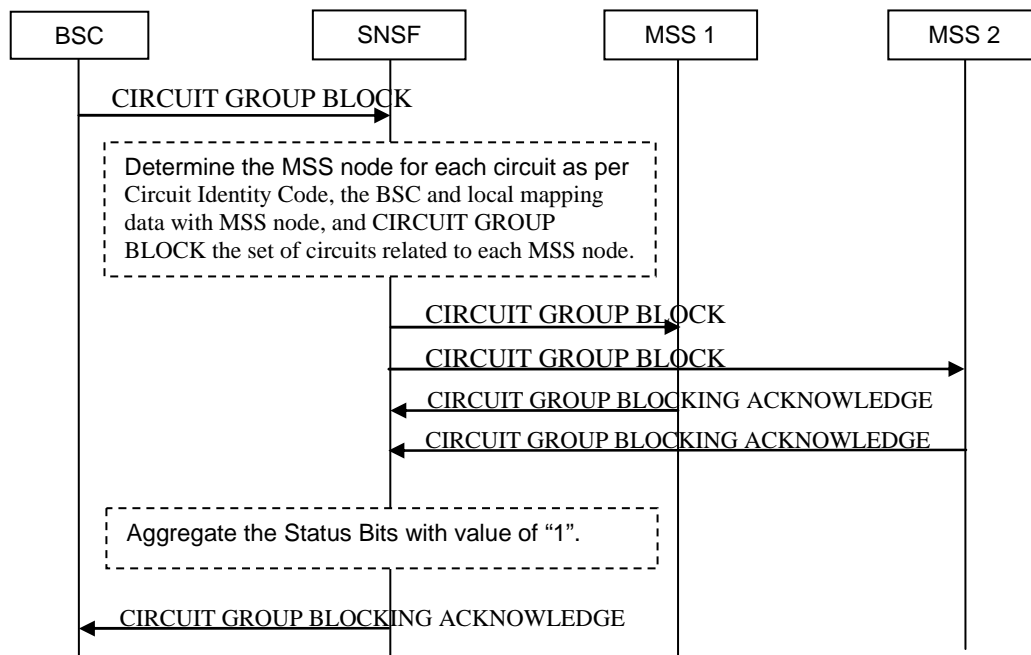 BSC
SNSF
MSS 1
MSS 2
CIRCUIT GROUP BLOCK
Determine the MSS node for each circuit as per
Circuit Identity Code, the BSC and local mapping
data with MSS node, and CIRCUIT GROUP
BLOCK the set of circuits related to each MSS node.
CIRCUIT GROUP BLOCK
CIRCUIT GROUP BLOCK
CIRCUIT GROUP BLOCKING ACKNOWLEDGE
CIRCUIT GROUP BLOCKING ACKNOWLEDGE
Aggregate the Status Bits with value of “1”.
CIRCUIT GROUP BLOCKING ACKNOWLEDGE